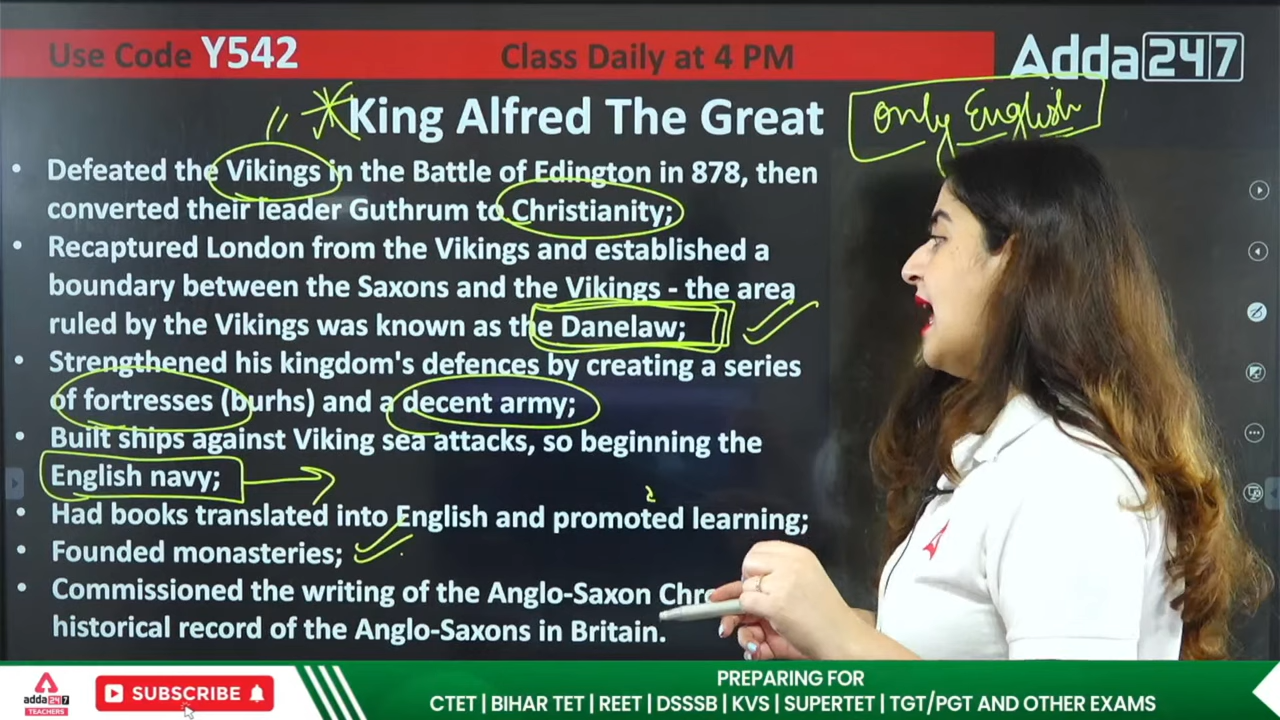 Use Code Y542 Class Daily at 4 PM Adda 247
King Alfred The Great only English
• Defeated the Vikings in the Battle of Edington in 878, then
converted their leader Guthrum to Christianity;
• Recaptured London from the Vikings and established a
boundary between the Saxons and the Vikings - the area
ruled by the Vikings was known as the Danelaw;
• Strengthened his kingdom's defences by creating a series
of fortresses (burhs) and a decent army;
• Built ships against Viking sea attacks, so beginning the
English navy;
• Had books translated into English and promoted learning;
• Founded monasteries;
• Commissioned the writing of the Anglo-Saxon
historical record of the Anglo-Saxons in Britain.
PREPARING FOR
adda247 TEACHERS SUBSCRIBE CTET | BIHAR TET | REET | DSSSB | KVS | SUPERTET | TGT/PGT AND OTHER EXAMS